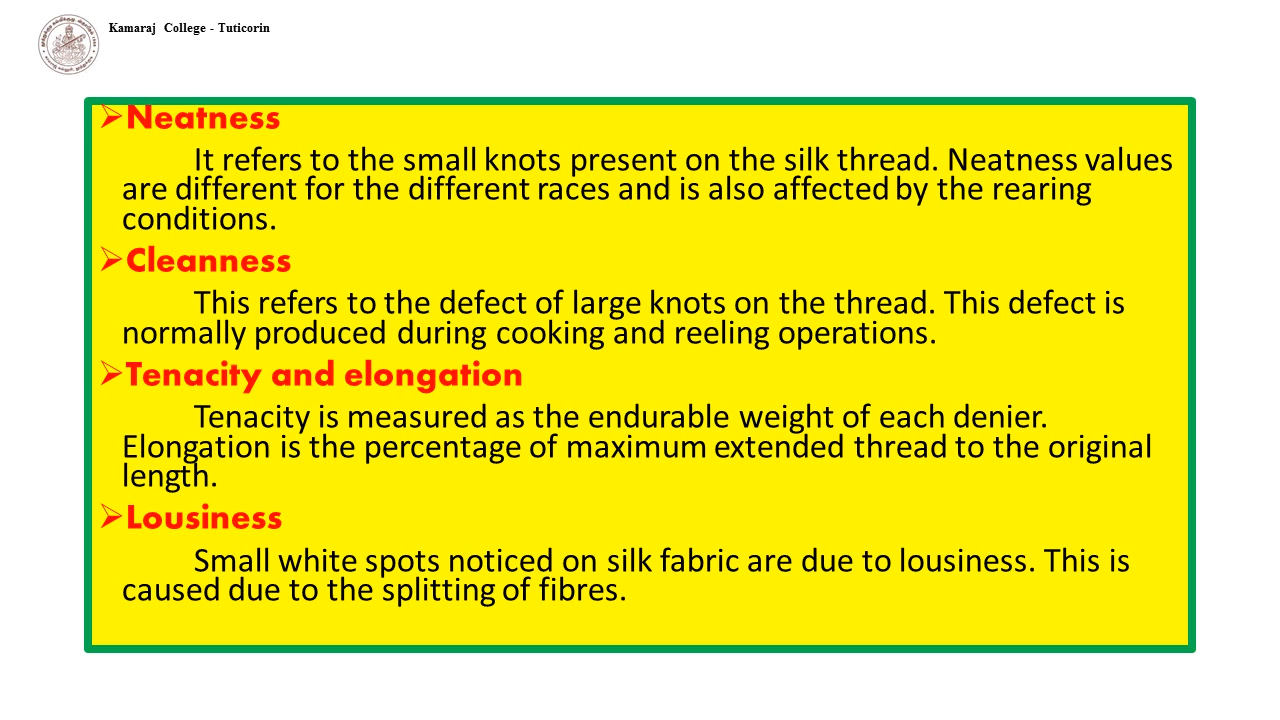 Kamaraj College - Tuticorin
➢Neatness
It refers to the small knots present on the silk thread. Neatness values
are different for the different races and is also affected by the rearing
conditions.
➢Cleanness
This refers to the defect of large knots on the thread. This defect is
normally produced during cooking and reeling operations.
➢Tenacity and elongation
Tenacity is measured as the endurable weight of each denier.
Elongation is the percentage of maximum extended thread to the original
length.
➢Lousiness
Small white spots noticed on silk fabric are due to lousiness. This is
caused due to the splitting of fibres.